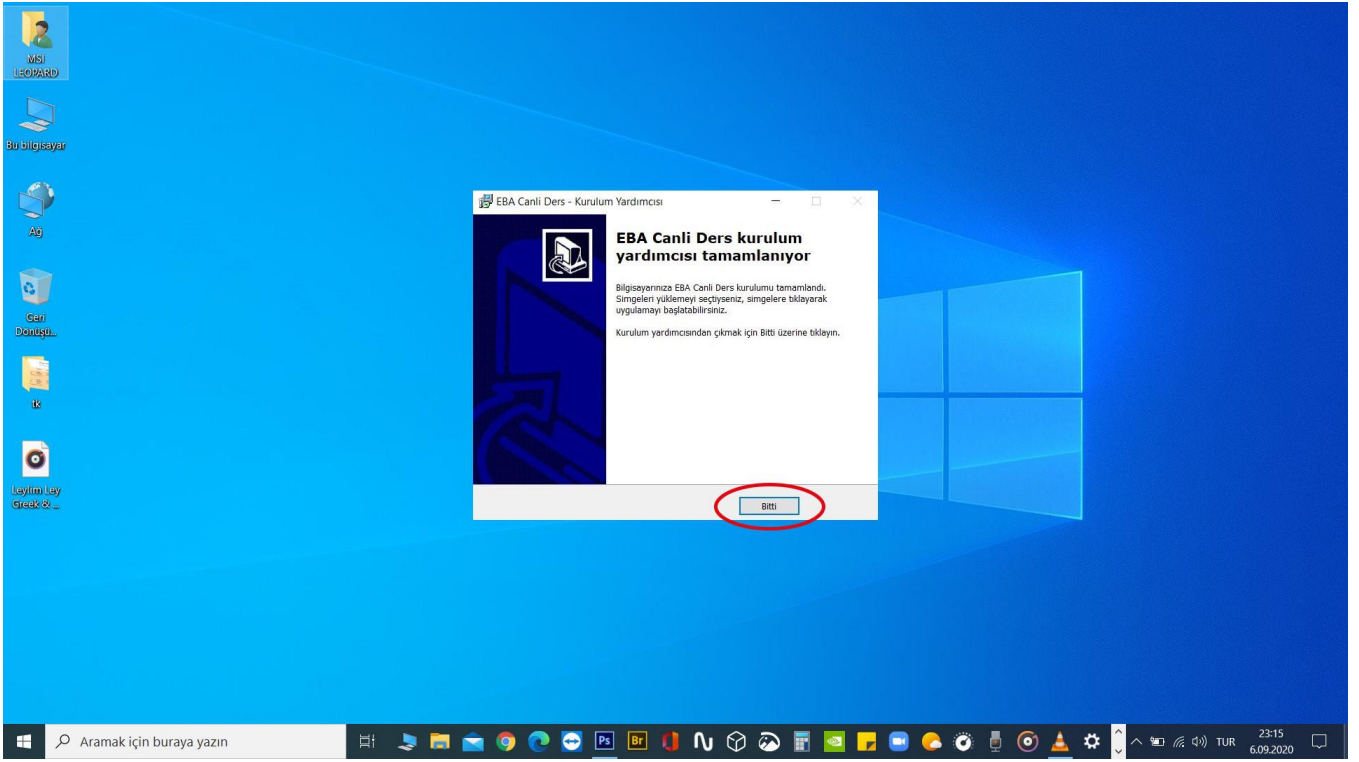 MSI
LEOPARD
Bu bilgisayar
Ağ
Geri
Dönüşü...
tk
Leylim Ley
Greek & ...
EBA Canli Ders - Kurulum Yardımcısı
EBA Canli Ders kurulum
yardımcısı tamamlanıyor
Bilgisayarınıza EBA Canli Ders kurulumu tamamlandı.
Simgeleri yüklemeyi seçtiyseniz, simgelere tıklayarak
uygulamayı başlatabilirsiniz.
Kurulum yardımcısından çıkmak için Bitti üzerine tıklayın.
Bitti
Aramak için buraya yazın
Ps
Br
TUR
23:15
6.09.2020